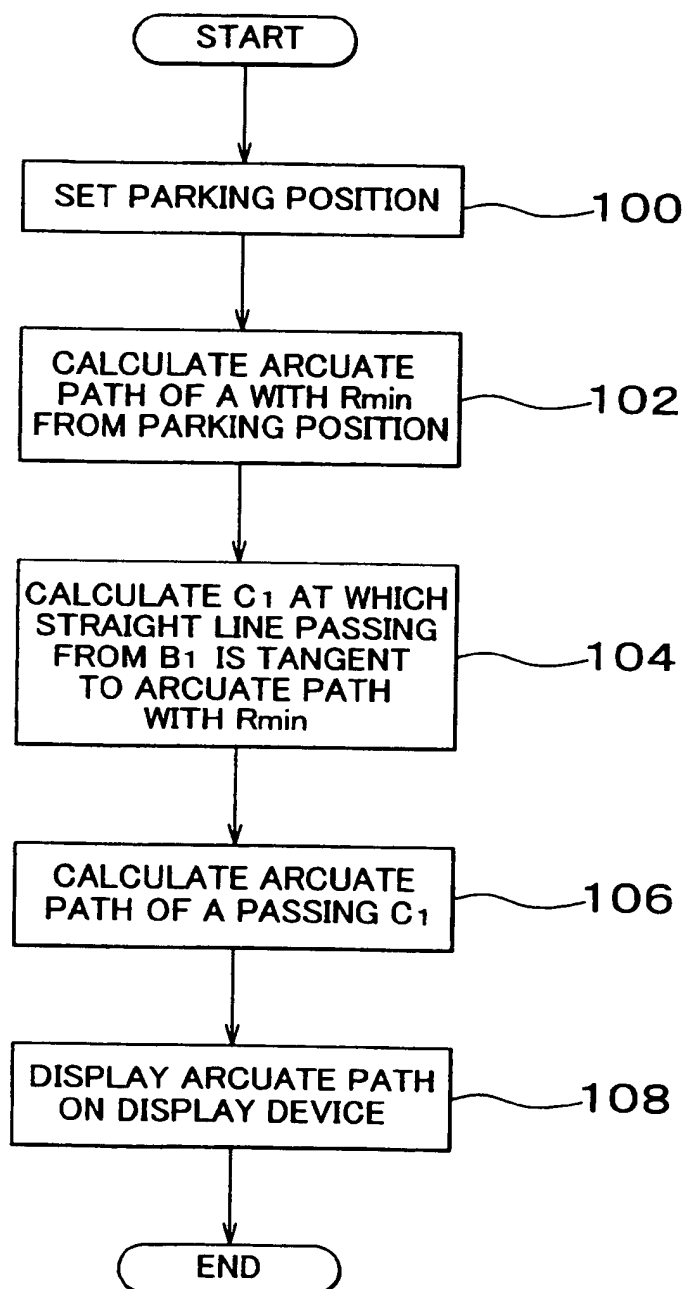 START
SET PARKING POSITION
100
CALCULATE ARCUATE
PATH OF A WITH Rmin
FROM PARKING POSITION
102
CALCULATE C1 AT WHICH
STRAIGHT LINE PASSING
FROM B1 IS TANGENT
TO ARCUATE PATH
WITH Rmin
104
CALCULATE ARCUATE
PATH OF A PASSING C1
106
DISPLAY ARCUATE PATH
ON DISPLAY DEVICE
108
END